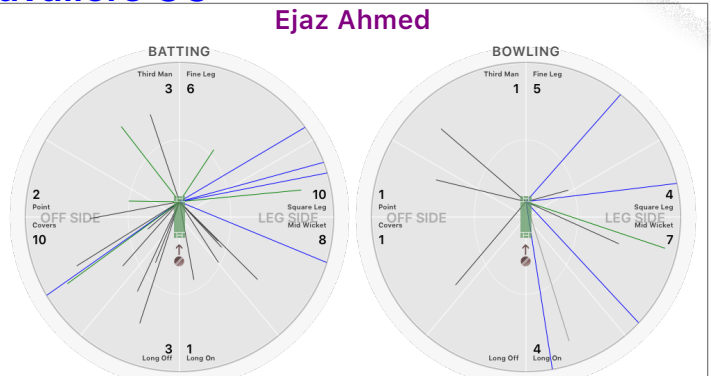 Ejaz Ahmed
BATTING
Third Man
Fine Leg
3
6
2
Point
OFF SIDE
Covers
10
10
Square Leg
LEG SIDE
Mid Wicket
8
3
1
Long Off
Long On
BOWLING
Third Man
Fine Leg
1
5
1
Point
OFF SIDE
Covers
1
4
Square Leg
LEG SIDE
Mid Wicket
7
4
Long Off
Long On